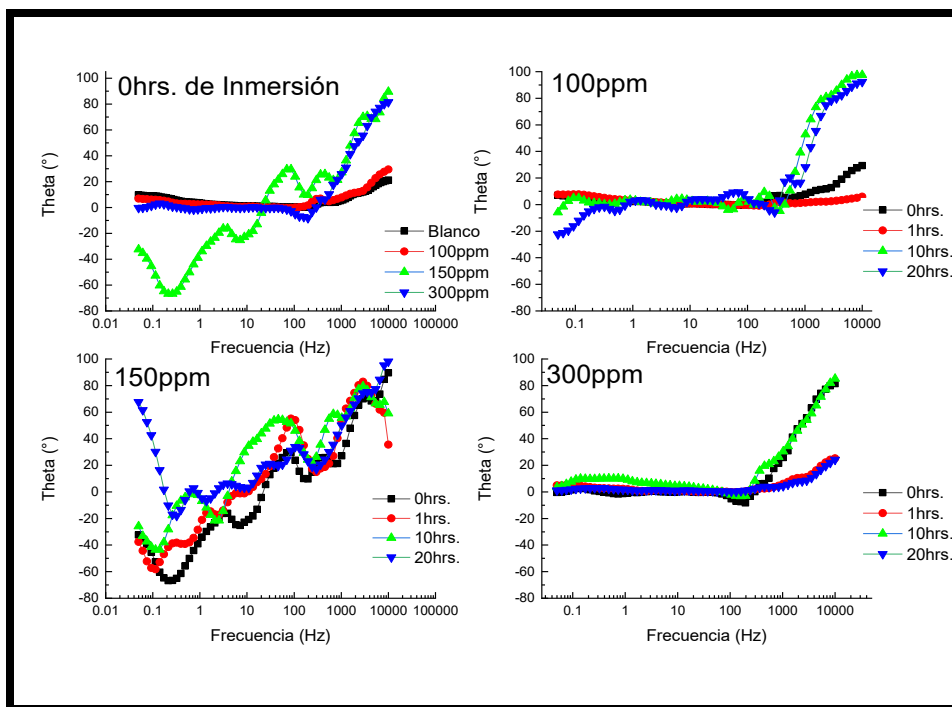 0hrs. de Inmersión
100
80
60
40
20
0
-20
-40
-60
-80
Theta (°)
0.01 0.1 1 10 100 1000 10000 100000
Frecuencia (Hz)
Blanco
100ppm
150ppm
300ppm
100ppm
100
80
60
40
20
0
-20
-40
-60
-80
Theta (°)
0.1 1 10 100 1000 10000
Frecuencia (Hz)
0hrs.
1hrs.
10hrs.
20hrs.
150ppm
100
80
60
40
20
0
-20
-40
-60
-80
Theta (°)
0.01 0.1 1 10 100 1000 10000 100000
Frecuencia (Hz)
0hrs.
1hrs.
10hrs.
20hrs.
300ppm
100
80
60
40
20
0
-20
-40
-60
-80
Theta (°)
0.1 1 10 100 1000 10000
Frecuencia (Hz)
0hrs.
1hrs.
10hrs.
20hrs.